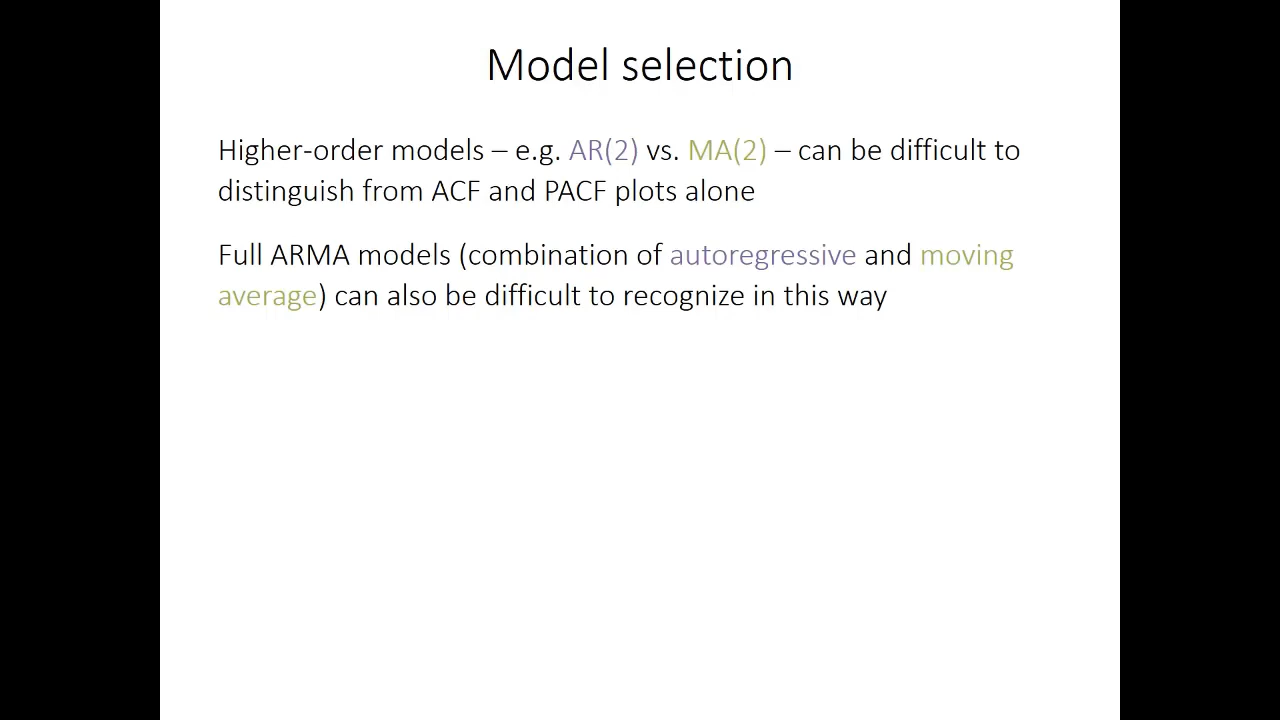 Model selection
Higher-order models – e.g. AR(2) vs. MA(2) – can be difficult to
distinguish from ACF and PACF plots alone
Full ARMA models (combination of autoregressive and moving
average) can also be difficult to recognize in this way